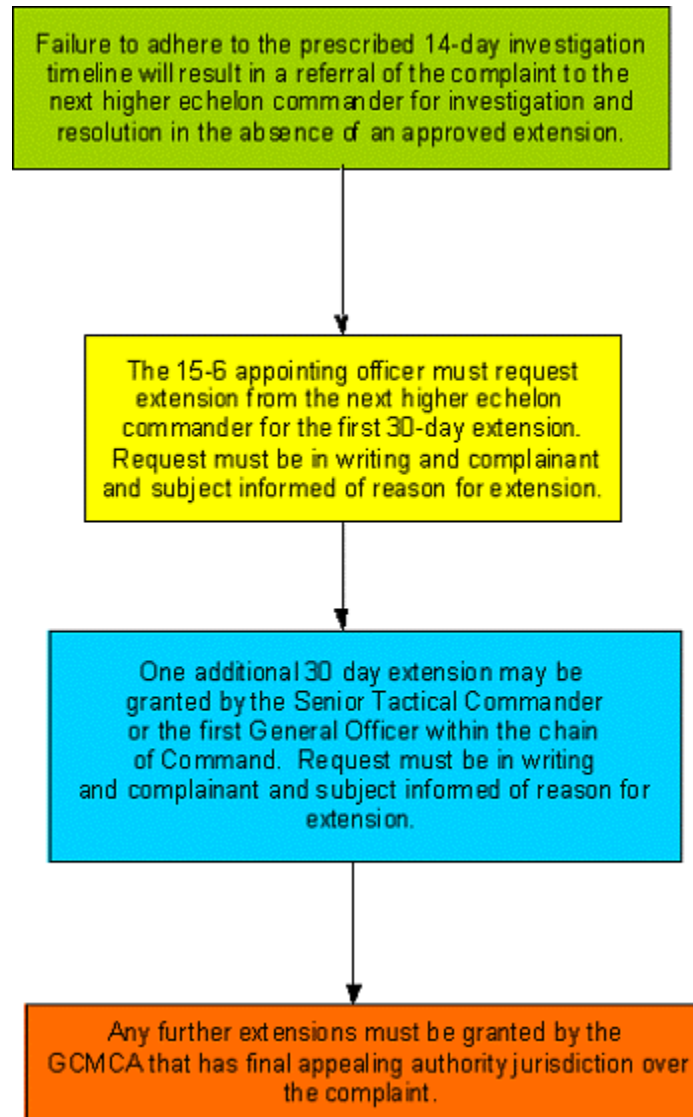 Failure to adhere to the prescribed 14-day investigation
timeline will result in a referral of the complaint to the
next higher echelon commander for investigation and
resolution in the absence of an approved extension.
The 15-6 appointing officer must request
extension from the next higher echelon
commander for the first 30-day extension.
Request must be in writing and complainant
and subject informed of reason for extension.
One additional 30 day extension may be
granted by the Senior Tactical Commander
or the first General Officer within the chain
of Command. Request must be in writing
and complainant and subject informed of reason for
extension.
Any further extensions must be granted by the
GCMCA that has final appealing authority jurisdiction over
the complaint.